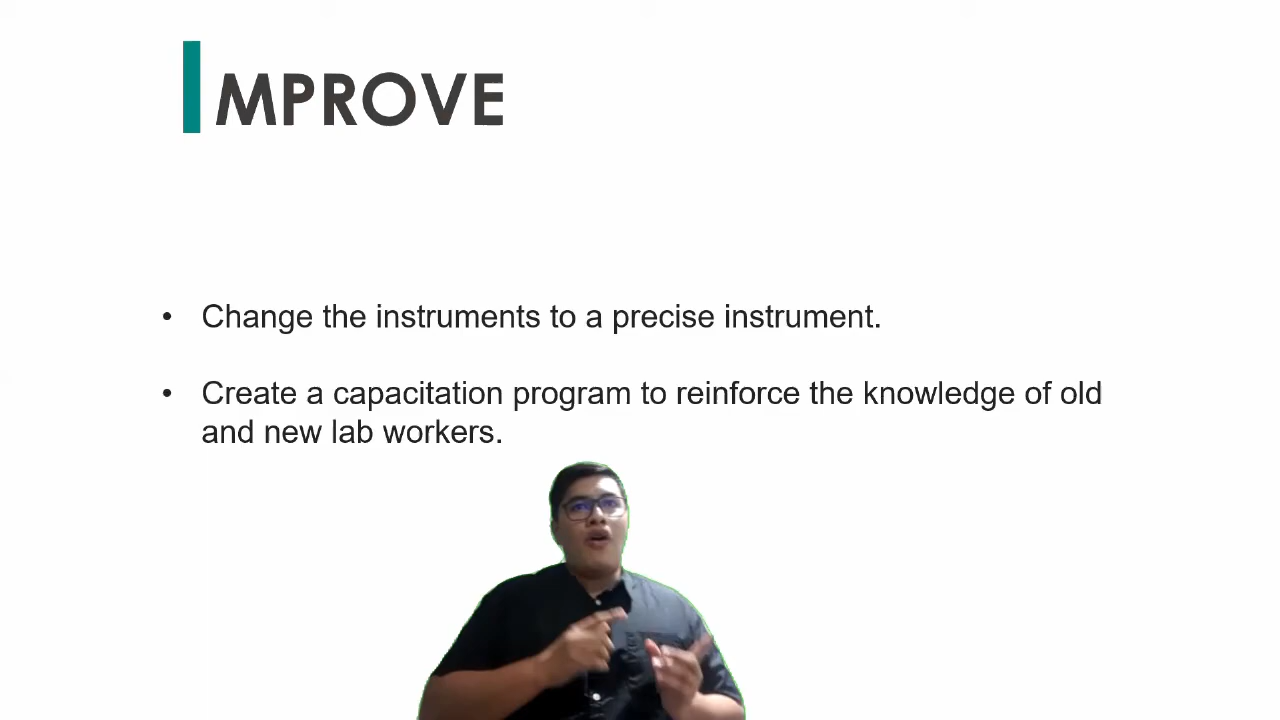 IMPROVE
• Change the instruments to a precise instrument.
• Create a capacitation program to reinforce the knowledge of old
and new lab workers.